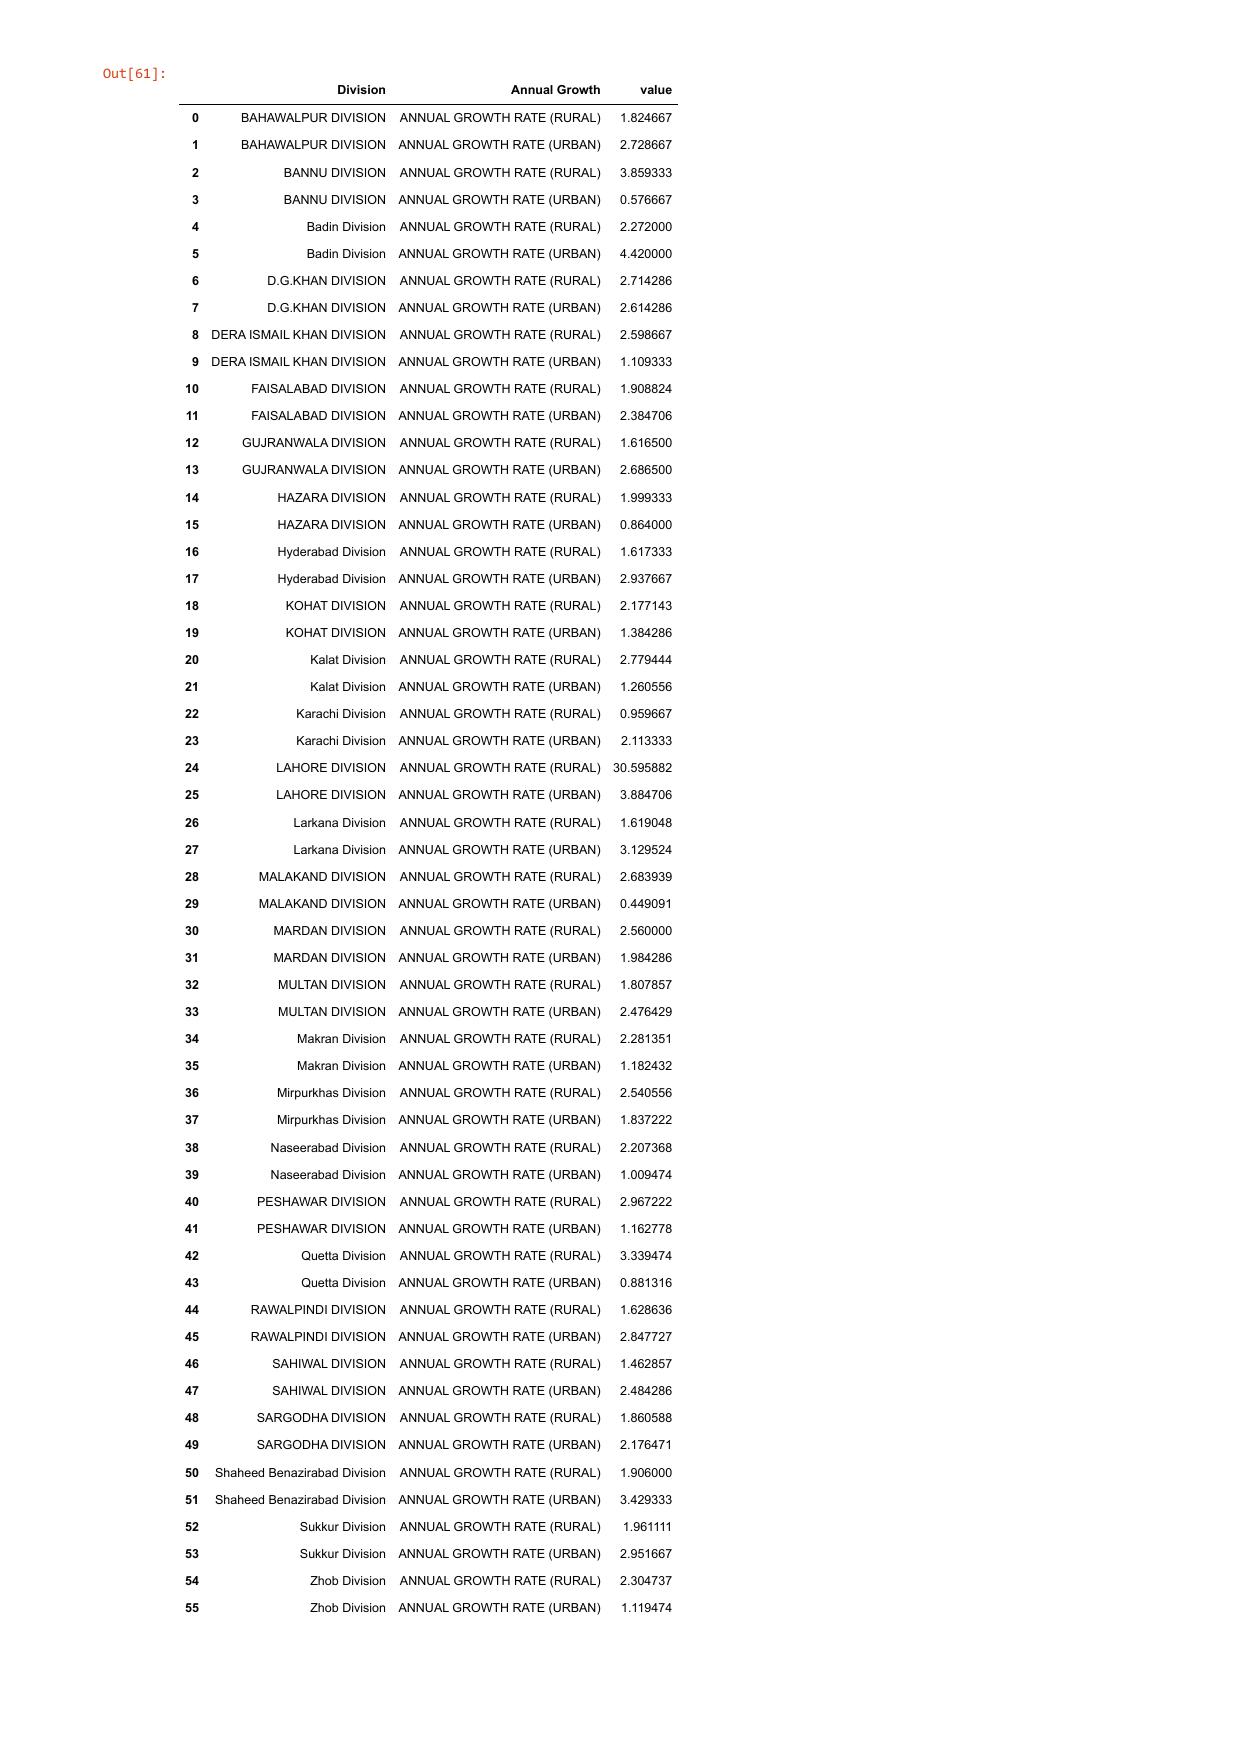 Out[61]:
Division Annual Growth value
0 BAHAWALPUR DIVISION ANNUAL GROWTH RATE (RURAL) 1.824667
1 BAHAWALPUR DIVISION ANNUAL GROWTH RATE (URBAN) 2.728667
2 BANNU DIVISION ANNUAL GROWTH RATE (RURAL) 3.859333
3 BANNU DIVISION ANNUAL GROWTH RATE (URBAN) 0.576667
4 Badin Division ANNUAL GROWTH RATE (RURAL) 2.272000
5 Badin Division ANNUAL GROWTH RATE (URBAN) 4.420000
6 D.G.KHAN DIVISION ANNUAL GROWTH RATE (RURAL) 2.714286
7 D.G.KHAN DIVISION ANNUAL GROWTH RATE (URBAN) 2.614286
8 DERA ISMAIL KHAN DIVISION ANNUAL GROWTH RATE (RURAL) 2.598667
9 DERA ISMAIL KHAN DIVISION ANNUAL GROWTH RATE (URBAN) 1.109333
10 FAISALABAD DIVISION ANNUAL GROWTH RATE (RURAL) 1.908824
11 FAISALABAD DIVISION ANNUAL GROWTH RATE (URBAN) 2.384706
12 GUJRANWALA DIVISION ANNUAL GROWTH RATE (RURAL) 1.616500
13 GUJRANWALA DIVISION ANNUAL GROWTH RATE (URBAN) 2.686500
14 HAZARA DIVISION ANNUAL GROWTH RATE (RURAL) 1.999333
15 HAZARA DIVISION ANNUAL GROWTH RATE (URBAN) 0.864000
16 Hyderabad Division ANNUAL GROWTH RATE (RURAL) 1.617333
17 Hyderabad Division ANNUAL GROWTH RATE (URBAN) 2.937667
18 KOHAT DIVISION ANNUAL GROWTH RATE (RURAL) 2.177143
19 KOHAT DIVISION ANNUAL GROWTH RATE (URBAN) 1.384286
20 Kalat Division ANNUAL GROWTH RATE (RURAL) 2.779444
21 Kalat Division ANNUAL GROWTH RATE (URBAN) 1.260556
22 Karachi Division ANNUAL GROWTH RATE (RURAL) 0.959667
23 Karachi Division ANNUAL GROWTH RATE (URBAN) 2.113333
24 LAHORE DIVISION ANNUAL GROWTH RATE (RURAL) 30.595882
25 LAHORE DIVISION ANNUAL GROWTH RATE (URBAN) 3.884706
26 Larkana Division ANNUAL GROWTH RATE (RURAL) 1.619048
27 Larkana Division ANNUAL GROWTH RATE (URBAN) 3.129524
28 MALAKAND DIVISION ANNUAL GROWTH RATE (RURAL) 2.683939
29 MALAKAND DIVISION ANNUAL GROWTH RATE (URBAN) 0.449091
30 MARDAN DIVISION ANNUAL GROWTH RATE (RURAL) 2.560000
31 MARDAN DIVISION ANNUAL GROWTH RATE (URBAN) 1.984286
32 MULTAN DIVISION ANNUAL GROWTH RATE (RURAL) 1.807857
33 MULTAN DIVISION ANNUAL GROWTH RATE (URBAN) 2.476429
34 Makran Division ANNUAL GROWTH RATE (RURAL) 2.281351
35 Makran Division ANNUAL GROWTH RATE (URBAN) 1.182432
36 Mirpurkhas Division ANNUAL GROWTH RATE (RURAL) 2.540556
37 Mirpurkhas Division ANNUAL GROWTH RATE (URBAN) 1.837222
38 Naseerabad Division ANNUAL GROWTH RATE (RURAL) 2.207368
39 Naseerabad Division ANNUAL GROWTH RATE (URBAN) 1.009474
40 PESHAWAR DIVISION ANNUAL GROWTH RATE (RURAL) 2.967222
41 PESHAWAR DIVISION ANNUAL GROWTH RATE (URBAN) 1.162778
42 Quetta Division ANNUAL GROWTH RATE (RURAL) 3.339474
43 Quetta Division ANNUAL GROWTH RATE (URBAN) 0.881316
44 RAWALPINDI DIVISION ANNUAL GROWTH RATE (RURAL) 1.628636
45 RAWALPINDI DIVISION ANNUAL GROWTH RATE (URBAN) 2.847727
46 SAHIWAL DIVISION ANNUAL GROWTH RATE (RURAL) 1.462857
47 SAHIWAL DIVISION ANNUAL GROWTH RATE (URBAN) 2.484286
48 SARGODHA DIVISION ANNUAL GROWTH RATE (RURAL) 1.860588
49 SARGODHA DIVISION ANNUAL GROWTH RATE (URBAN) 2.176471
50 Shaheed Benazirabad Division ANNUAL GROWTH RATE (RURAL) 1.906000
51 Shaheed Benazirabad Division ANNUAL GROWTH RATE (URBAN) 3.429333
52 Sukkur Division ANNUAL GROWTH RATE (RURAL) 1.961111
53 Sukkur Division ANNUAL GROWTH RATE (URBAN) 2.951667
54 Zhob Division ANNUAL GROWTH RATE (RURAL) 2.304737
55 Zhob Division ANNUAL GROWTH RATE (URBAN) 1.119474